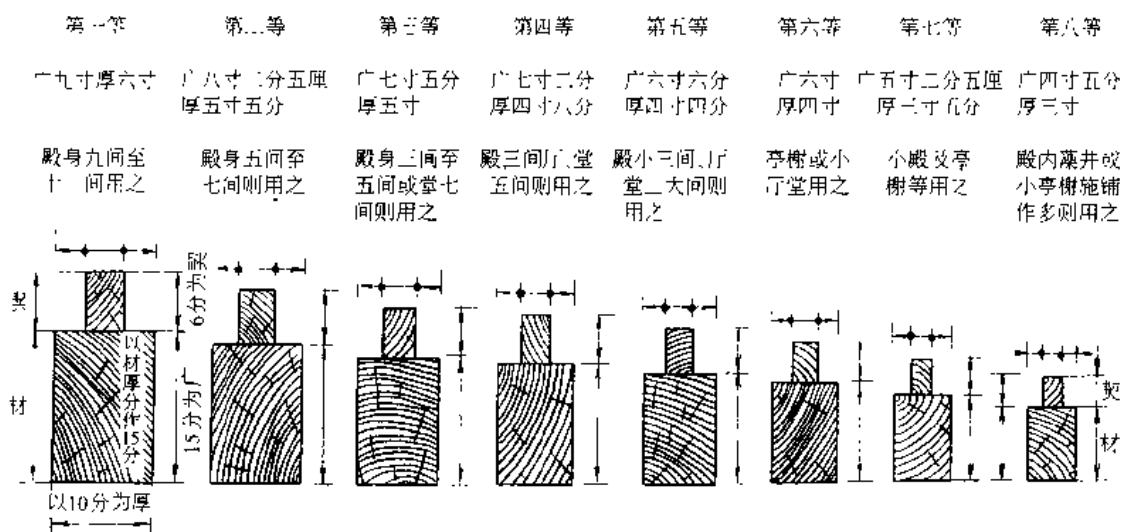 第一等
广九寸厚六寸
殿身九间至
十一间用之
第二等
广八寸二分五厘
厚五寸五分
殿身五间至
七间则用之
第三等
广七寸五分
厚五寸
殿身三间至
五间或堂七
间则用之
第四等
广七寸二分
厚四寸八分
殿三间厅堂
五间则用之
第五等
广六寸六分
厚四寸四分
殿小三间、厅
堂三大间则
用之
第六等
广六寸
厚四寸
亭榭或小
厅堂用之
第七等
广五寸二分五厘
厚三寸五分
小殿及亭
榭等用之
第八等
广四寸五分
厚三寸
殿内藻井或
小亭榭施铺
作多则用之
栔
材
6分为栔
15分为广
以材厚分作15分
以10分为厚
栔
材